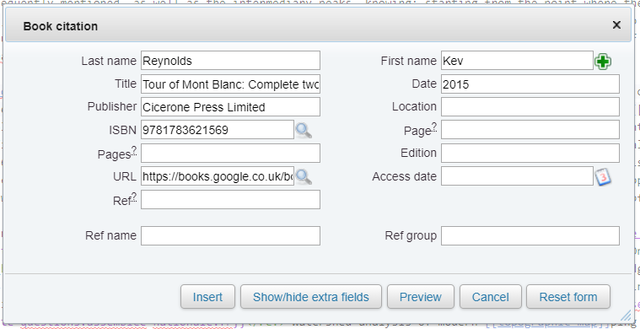 Book citation ×
Last name Reynolds First name Kev
Title Tour of Mont Blanc: Complete two Date 2015
Publisher Cicerone Press Limited Location
ISBN 9781783621569 Page?
Pages? Edition
URL https://books.google.co.uk/bo Access date 3
Ref?
Ref name Ref group
Insert Show/hide extra fields Preview Cancel Reset form